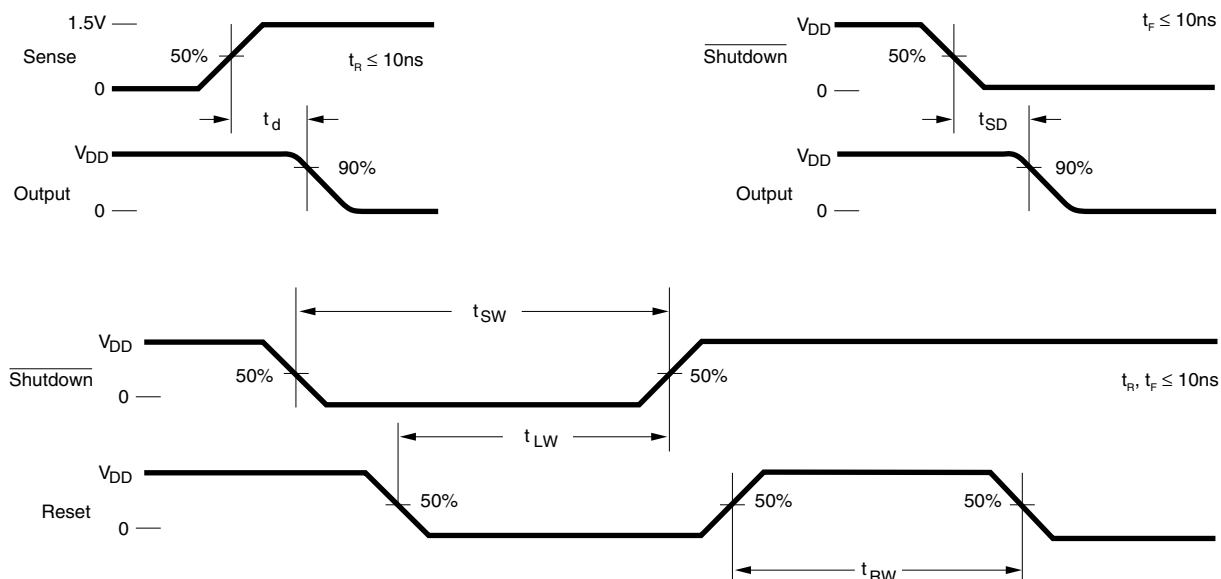 1.5V
Sense
50%
t_R ≤ 10ns
0
t_d
V_DD
90%
Output
0
V_DD
t_F ≤ 10ns
Shutdown
50%
0
t_SD
V_DD
90%
Output
0
t_SW
V_DD
Shutdown
50%
50%
t_R, t_F ≤ 10ns
0
t_LW
V_DD
Reset
50%
50%
50%
0
t_RW